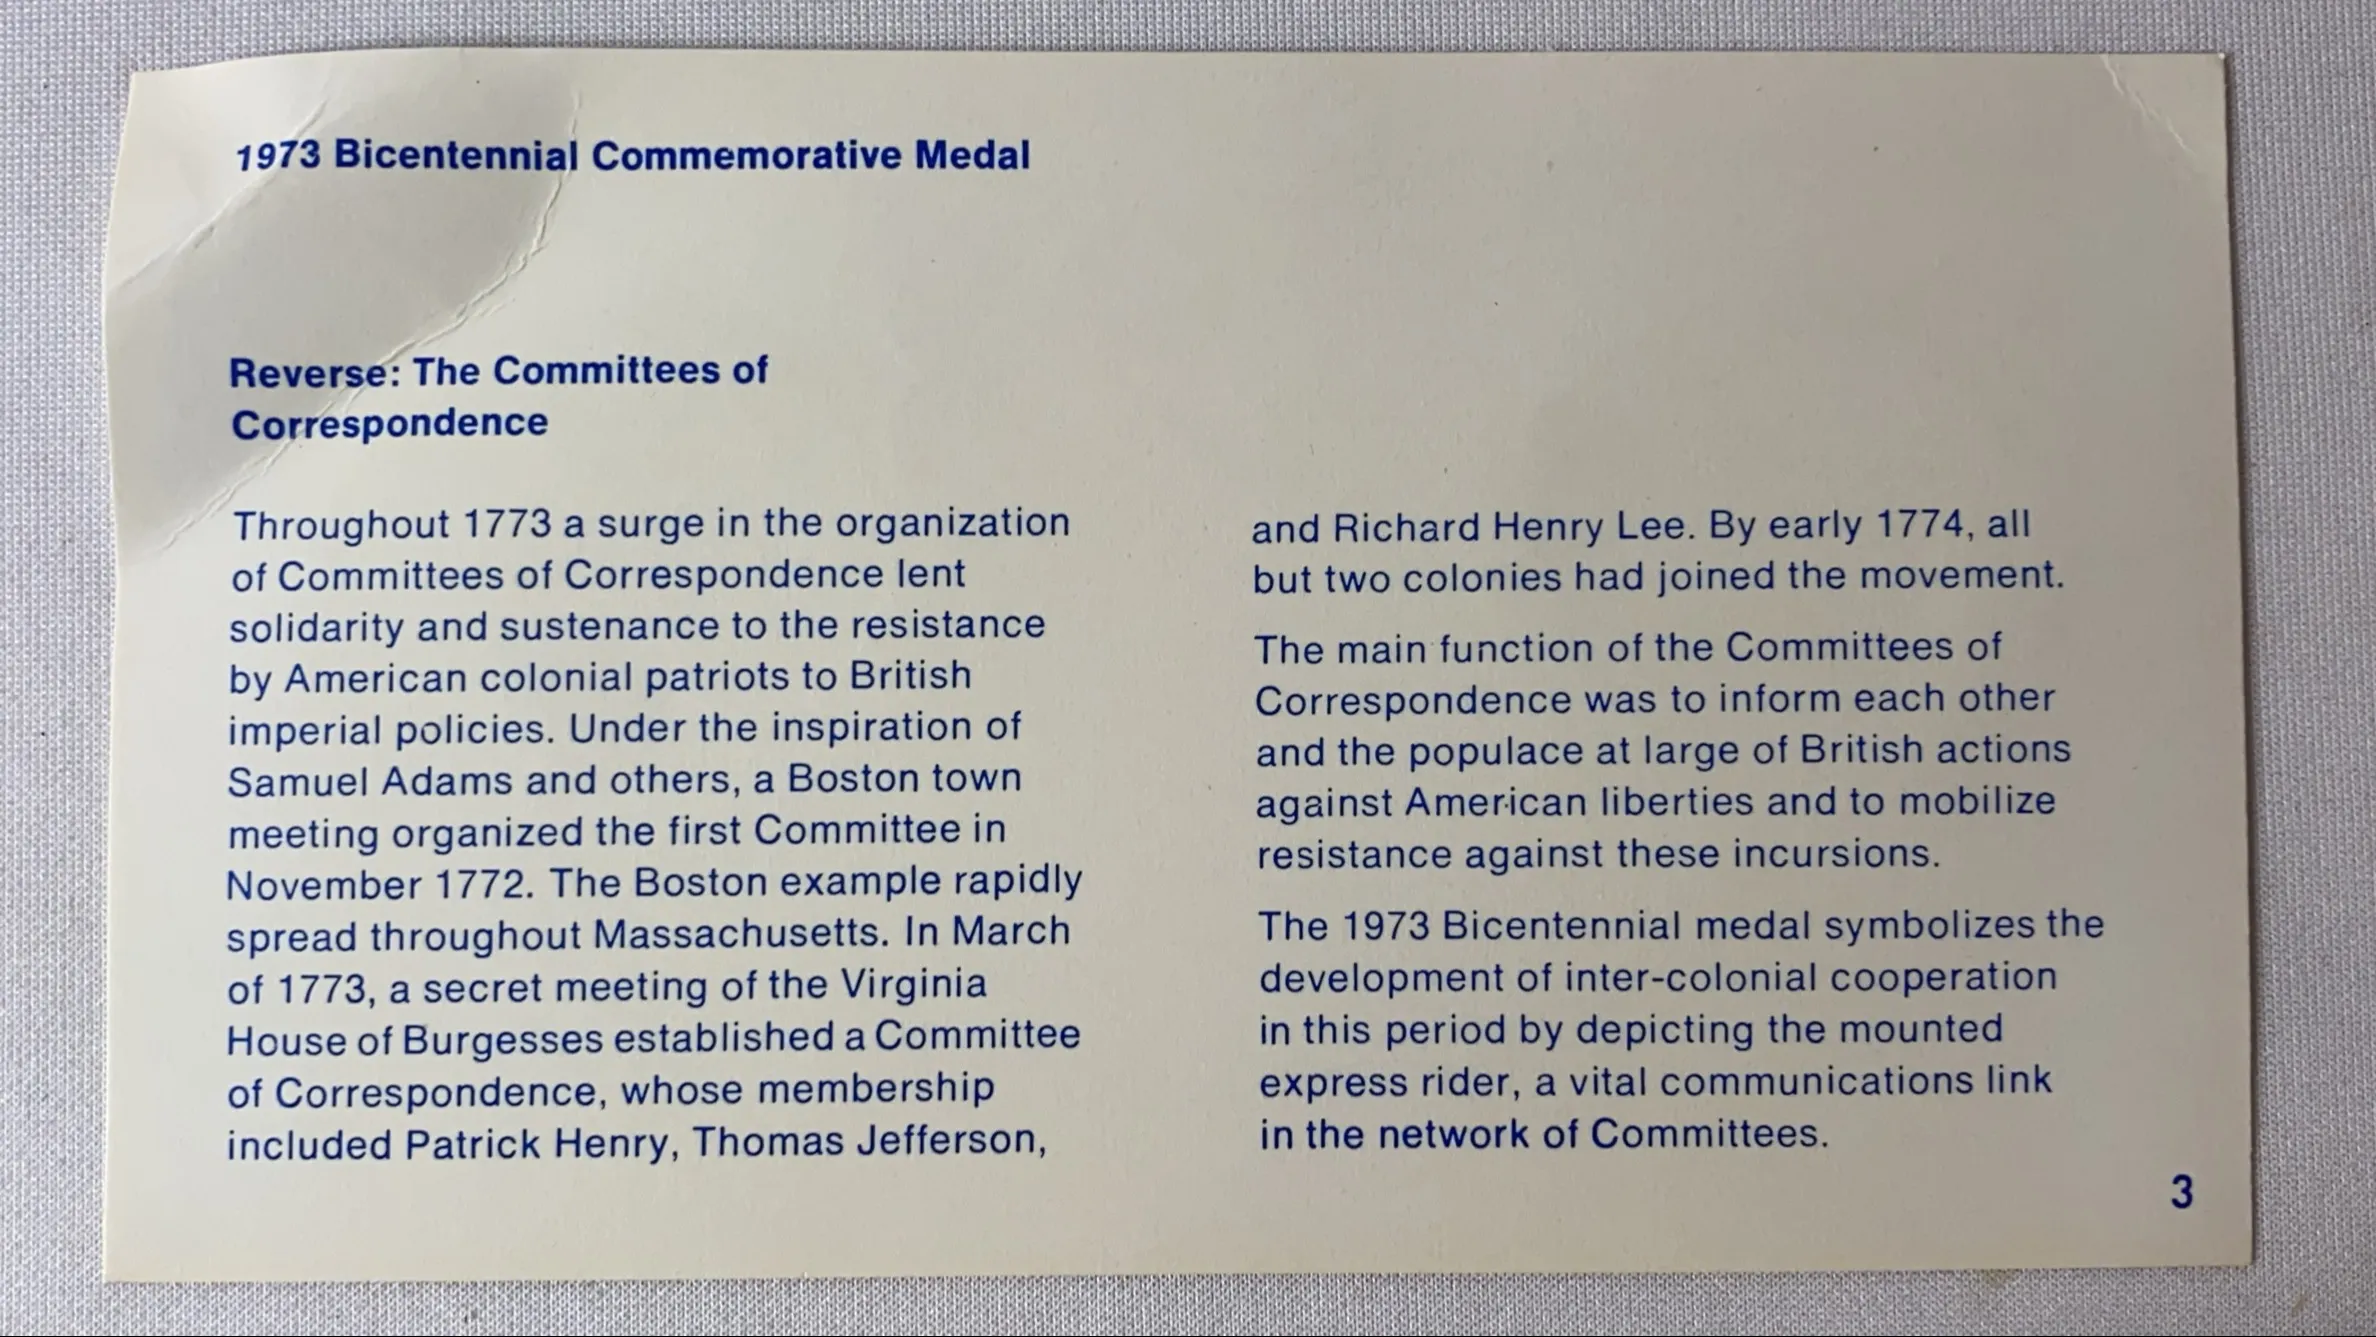 1973 Bicentennial Commemorative Medal
Reverse: The Committees of
Correspondence
Throughout 1773 a surge in the organization
of Committees of Correspondence lent
solidarity and sustenance to the resistance
by American colonial patriots to British
imperial policies. Under the inspiration of
Samuel Adams and others, a Boston town
meeting organized the first Committee in
November 1772. The Boston example rapidly
spread throughout Massachusetts. In March
of 1773, a secret meeting of the Virginia
House of Burgesses established a Committee
of Correspondence, whose membership
included Patrick Henry, Thomas Jefferson,
and Richard Henry Lee. By early 1774, all
but two colonies had joined the movement.
The main function of the Committees of
Correspondence was to inform each other
and the populace at large of British actions
against American liberties and to mobilize
resistance against these incursions.
The 1973 Bicentennial medal symbolizes the
development of inter-colonial cooperation
in this period by depicting the mounted
express rider, a vital communications link
in the network of Committees.
3